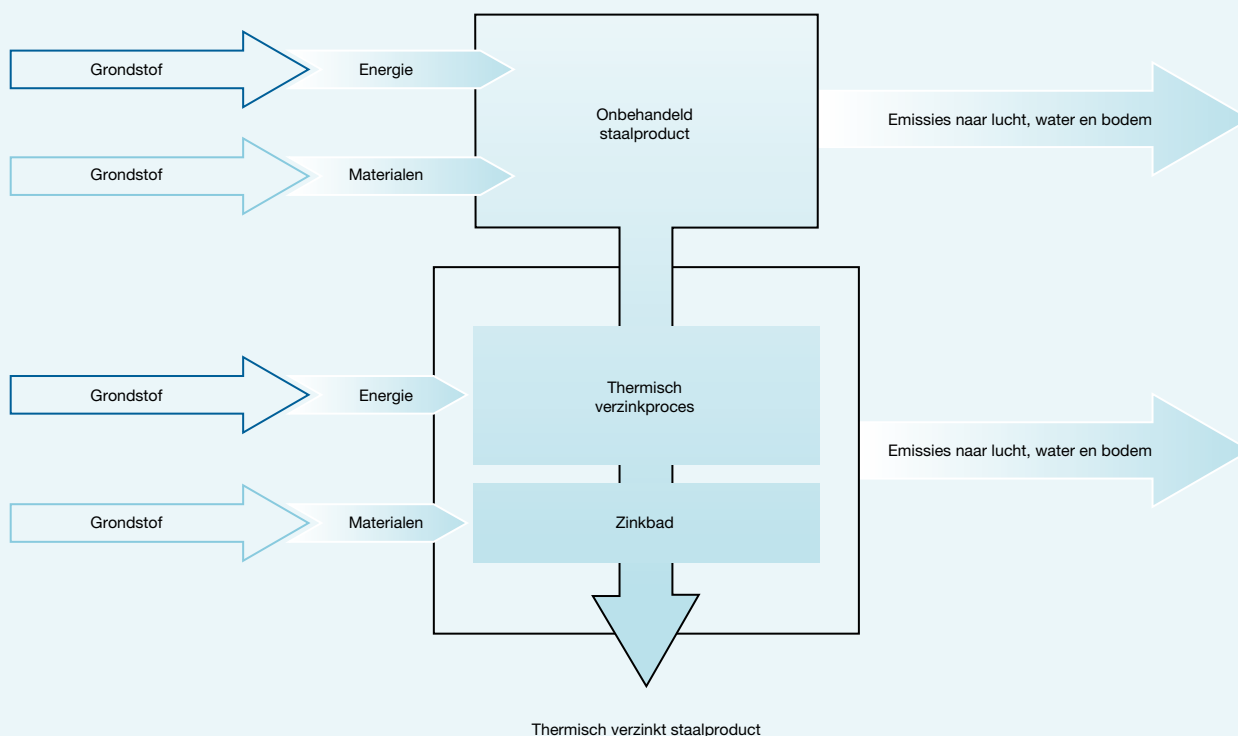 Grondstof
Energie
Onbehandeld
staalproduct
Emissies naar lucht, water en bodem
Grondstof
Materialen
Grondstof
Energie
Thermisch
verzinkproces
Emissies naar lucht, water en bodem
Grondstof
Materialen
Zinkbad
Thermisch verzinkt staalproduct